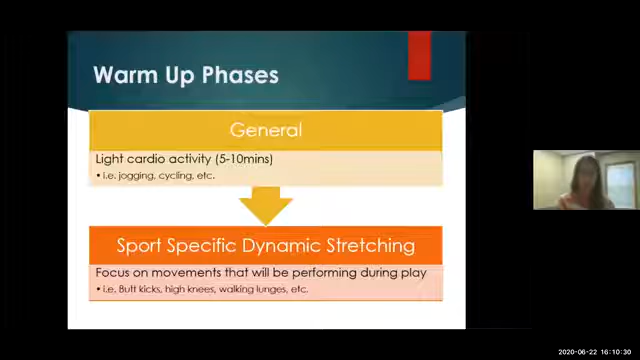 Warm Up Phases
General
Light cardio activity (5-10mins)
• i.e. jogging, cycling, etc.
Sport Specific Dynamic Stretching
Focus on movements that will be performing during play
• i.e. Butt kicks, high knees, walking lunges, etc.
2020-06-22 16:10:30